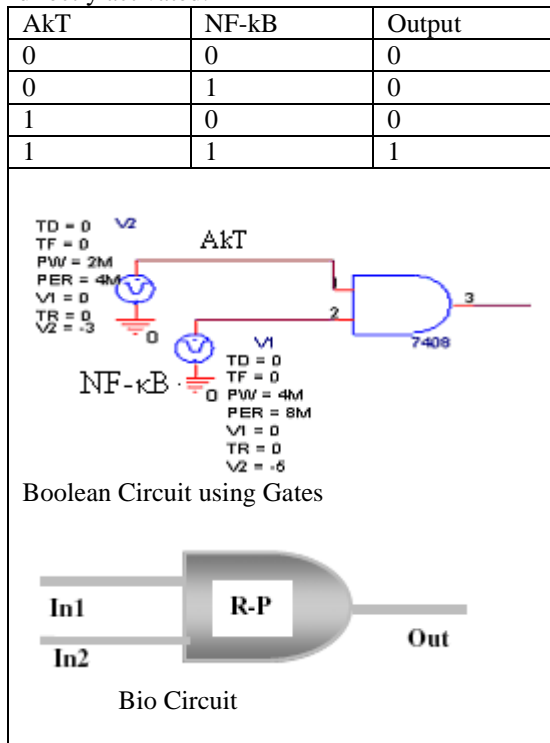 AkT NF-kB Output
0 0 0
0 1 0
1 0 0
1 1 1
TD = 0 V2
TF = 0 AkT
PW = 2M
PER = 4M
V1 = 0 1
TR = 0 3
V2 = -3 0 2
V1 7408
TD = 0
NF-κB TF = 0
0 PW = 4M
PER = 8M
V1 = 0
TR = 0
V2 = -5
Boolean Circuit using Gates
In1 R-P
Out
In2
Bio Circuit